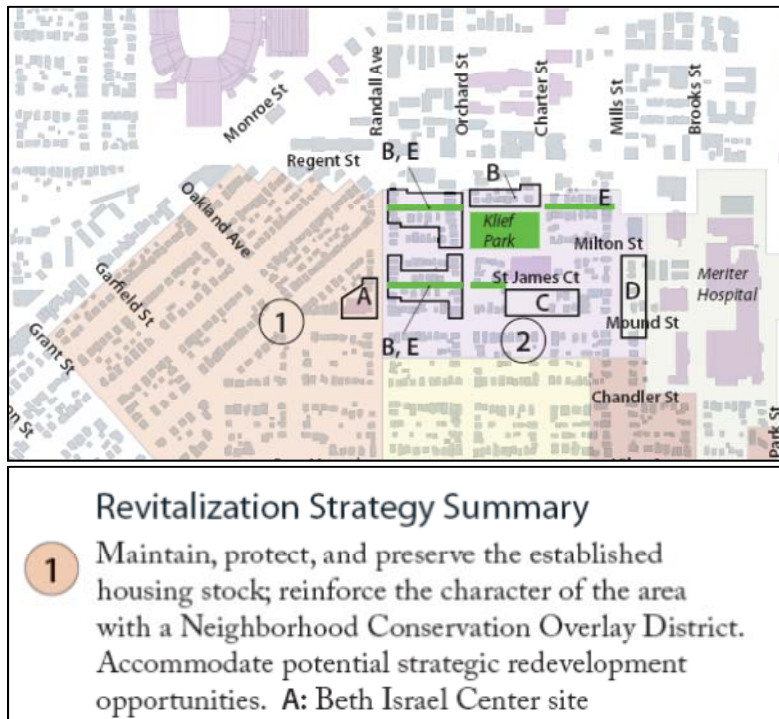 Monroe St
Randall Ave
Orchard St
Charter St
Mills St
Brooks St
Regent St
B, E
B
E
Oakland Ave
Klief
Park
Milton St
Garfield St
St James Ct
Meriter
Hospital
A
C
D
1
Mound St
Grant St
B, E
2
Chandler St
Park St
Revitalization Strategy Summary
1 Maintain, protect, and preserve the established
housing stock; reinforce the character of the area
with a Neighborhood Conservation Overlay District.
Accommodate potential strategic redevelopment
opportunities. A: Beth Israel Center site